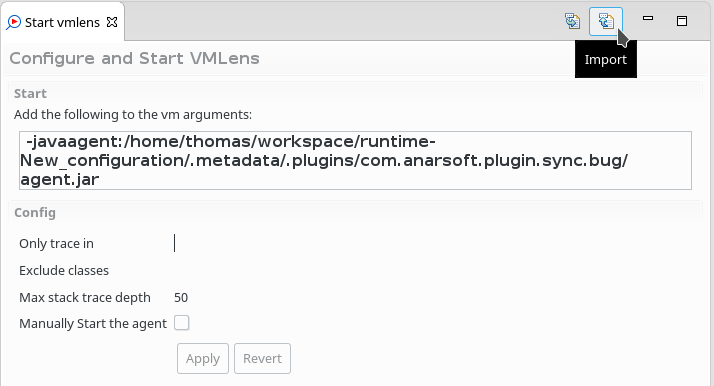 Start vmlens
Import
Configure and Start VMLens
Start
Add the following to the vm arguments:
-javaagent:/home/thomas/workspace/runtime-
New_configuration/.metadata/.plugins/com.anarsoft.plugin.sync.bug/
agent.jar
Config
Only trace in
Exclude classes
Max stack trace depth 50
Manually Start the agent
Apply Revert